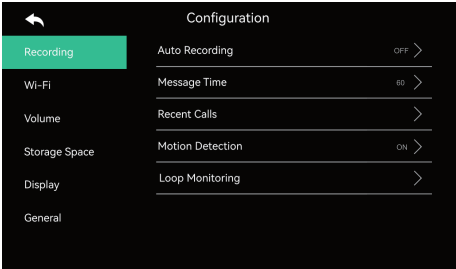 Configuration
Recording
Auto Recording OFF
Wi-Fi
Message Time 60
Volume
Recent Calls
Storage Space
Motion Detection ON
Display
Loop Monitoring
General